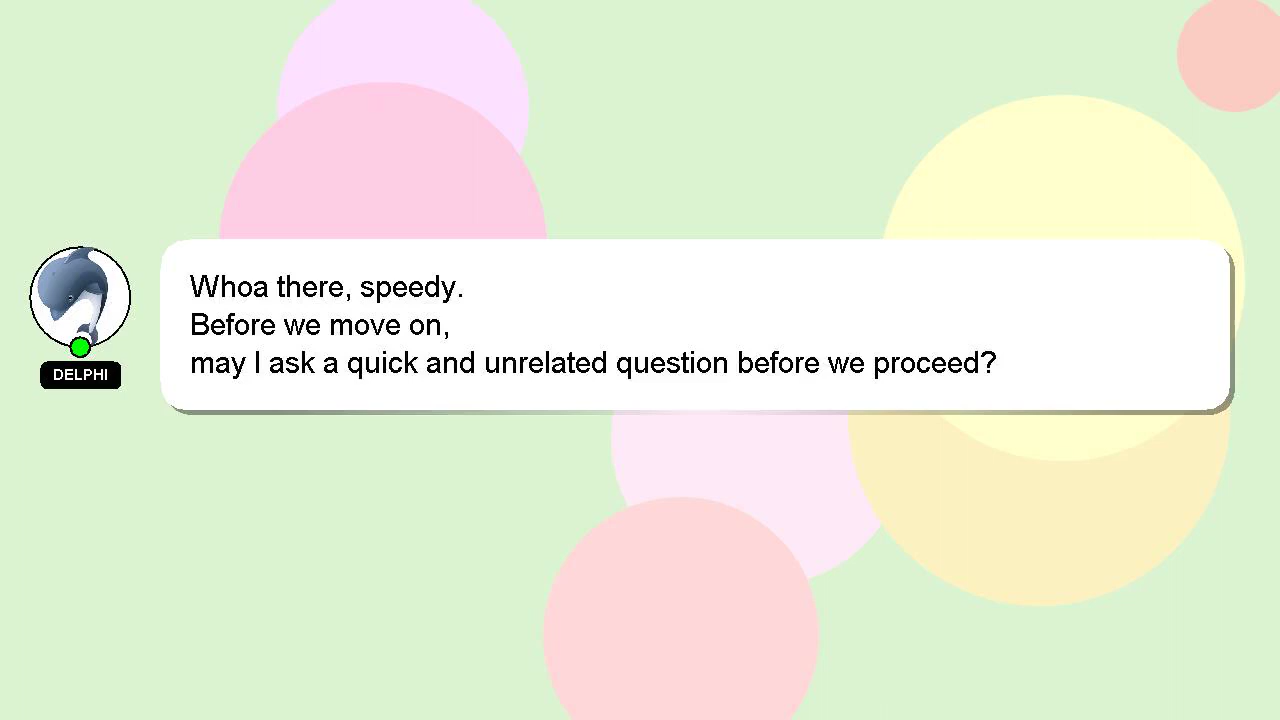 Whoa there, speedy.
Before we move on,
may I ask a quick and unrelated question before we proceed?
DELPHI